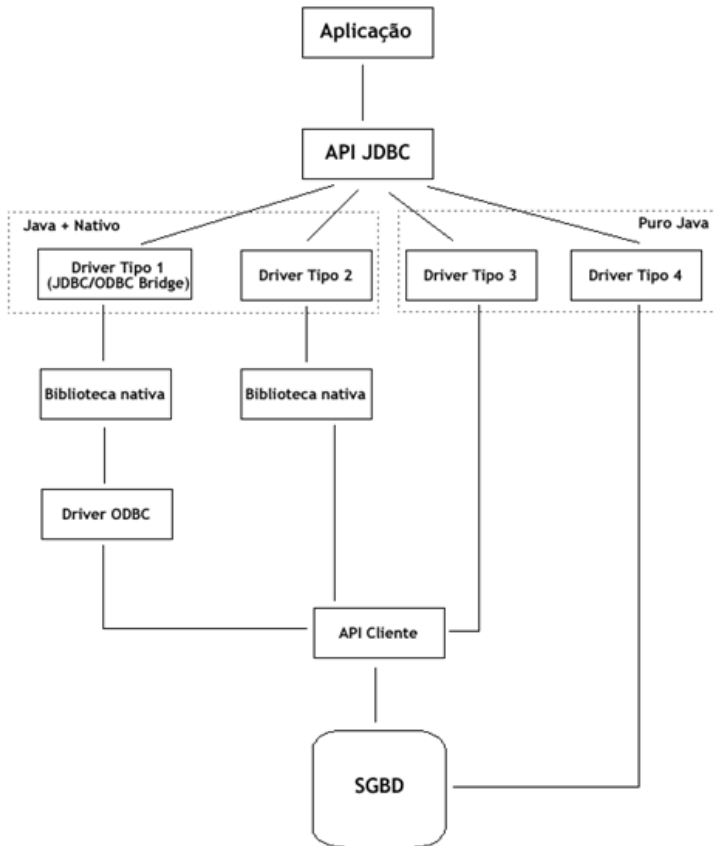 Aplicação
API JDBC
Java + Nativo
Puro Java
Driver Tipo 1
(JDBC/ODBC Bridge)
Driver Tipo 2
Driver Tipo 3
Driver Tipo 4
Biblioteca nativa
Biblioteca nativa
Driver ODBC
API Cliente
SGBD